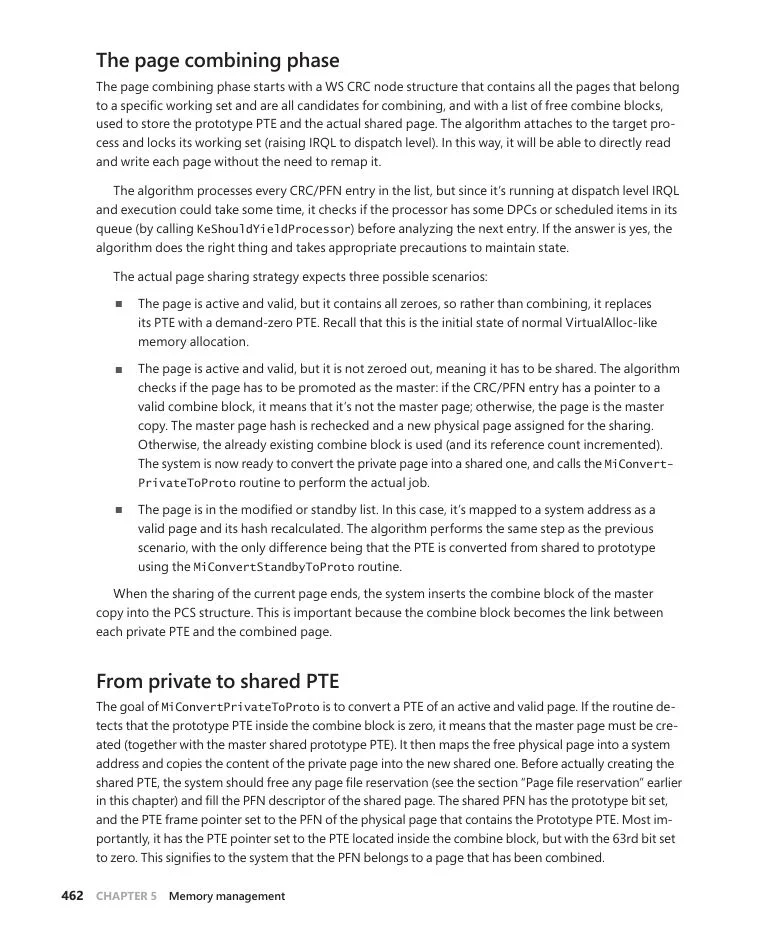 The page combining phase
The page combining phase starts with a WS CRC node structure that contains all the pages that belong
to a specific working set and are all candidates for combining, and with a list of free combine blocks,
used to store the prototype PTE and the actual shared page. The algorithm attaches to the target pro-
cess and locks its working set (raising IRQL to dispatch level). In this way, it will be able to directly read
and write each page without the need to remap it.
The algorithm processes every CRC/PFN entry in the list, but since it's running at dispatch level IRQL
and execution could take some time, it checks if the processor has some DPCs or scheduled items in its
queue (by calling KeShouldYieldProcessor) before analyzing the next entry. If the answer is yes, the
algorithm does the right thing and takes appropriate precautions to maintain state.
The actual page sharing strategy expects three possible scenarios:
■ The page is active and valid, but it contains all zeroes, so rather than combining, it replaces
its PTE with a demand-zero PTE. Recall that this is the initial state of normal VirtualAlloc-like
memory allocation.
■ The page is active and valid, but it is not zeroed out, meaning it has to be shared. The algorithm
checks if the page has to be promoted as the master: if the CRC/PFN entry has a pointer to a
valid combine block, it means that it's not the master page; otherwise, the page is the master
copy. The master page hash is rechecked and a new physical page assigned for the sharing.
Otherwise, the already existing combine block is used (and its reference count incremented).
The system is now ready to convert the private page into a shared one, and calls the MiConvert-
PrivateToProto routine to perform the actual job.
■ The page is in the modified or standby list. In this case, it's mapped to a system address as a
valid page and its hash recalculated. The algorithm performs the same step as the previous
scenario, with the only difference being that the PTE is converted from shared to prototype
using the MiConvertStandbyToProto routine.
When the sharing of the current page ends, the system inserts the combine block of the master
copy into the PCS structure. This is important because the combine block becomes the link between
each private PTE and the combined page.
From private to shared PTE
The goal of MiConvertPrivateToProto is to convert a PTE of an active and valid page. If the routine de-
tects that the prototype PTE inside the combine block is zero, it means that the master page must be cre-
ated (together with the master shared prototype PTE). It then maps the free physical page into a system
address and copies the content of the private page into the new shared one. Before actually creating the
shared PTE, the system should free any page file reservation (see the section "Page file reservation" earlier
in this chapter) and fill the PFN descriptor of the shared page. The shared PFN has the prototype bit set,
and the PTE frame pointer set to the PFN of the physical page that contains the Prototype PTE. Most im-
portantly, it has the PTE pointer set to the PTE located inside the combine block, but with the 63rd bit set
to zero. This signifies to the system that the PFN belongs to a page that has been combined.
462 CHAPTER 5 Memory management